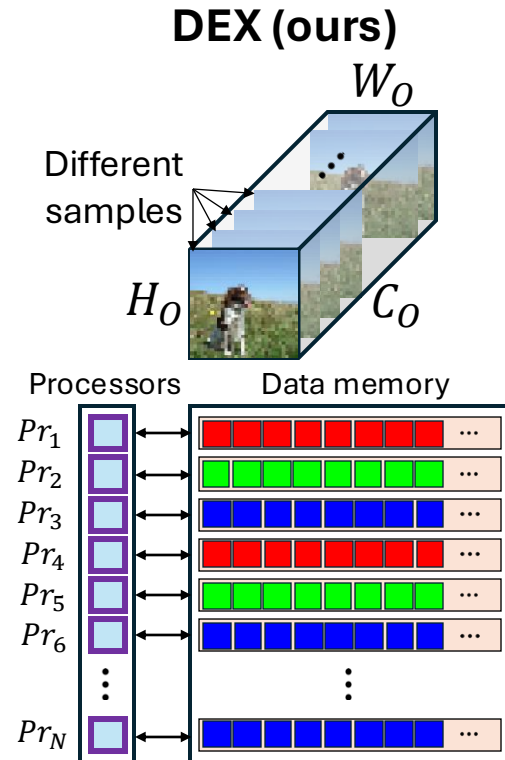 DEX (ours)
W_O
Different
samples
H_O
C_O
Processors Data memory
Pr_1 ...
Pr_2 ...
Pr_3 ...
Pr_4 ...
Pr_5 ...
Pr_6 ...
Pr_N ...